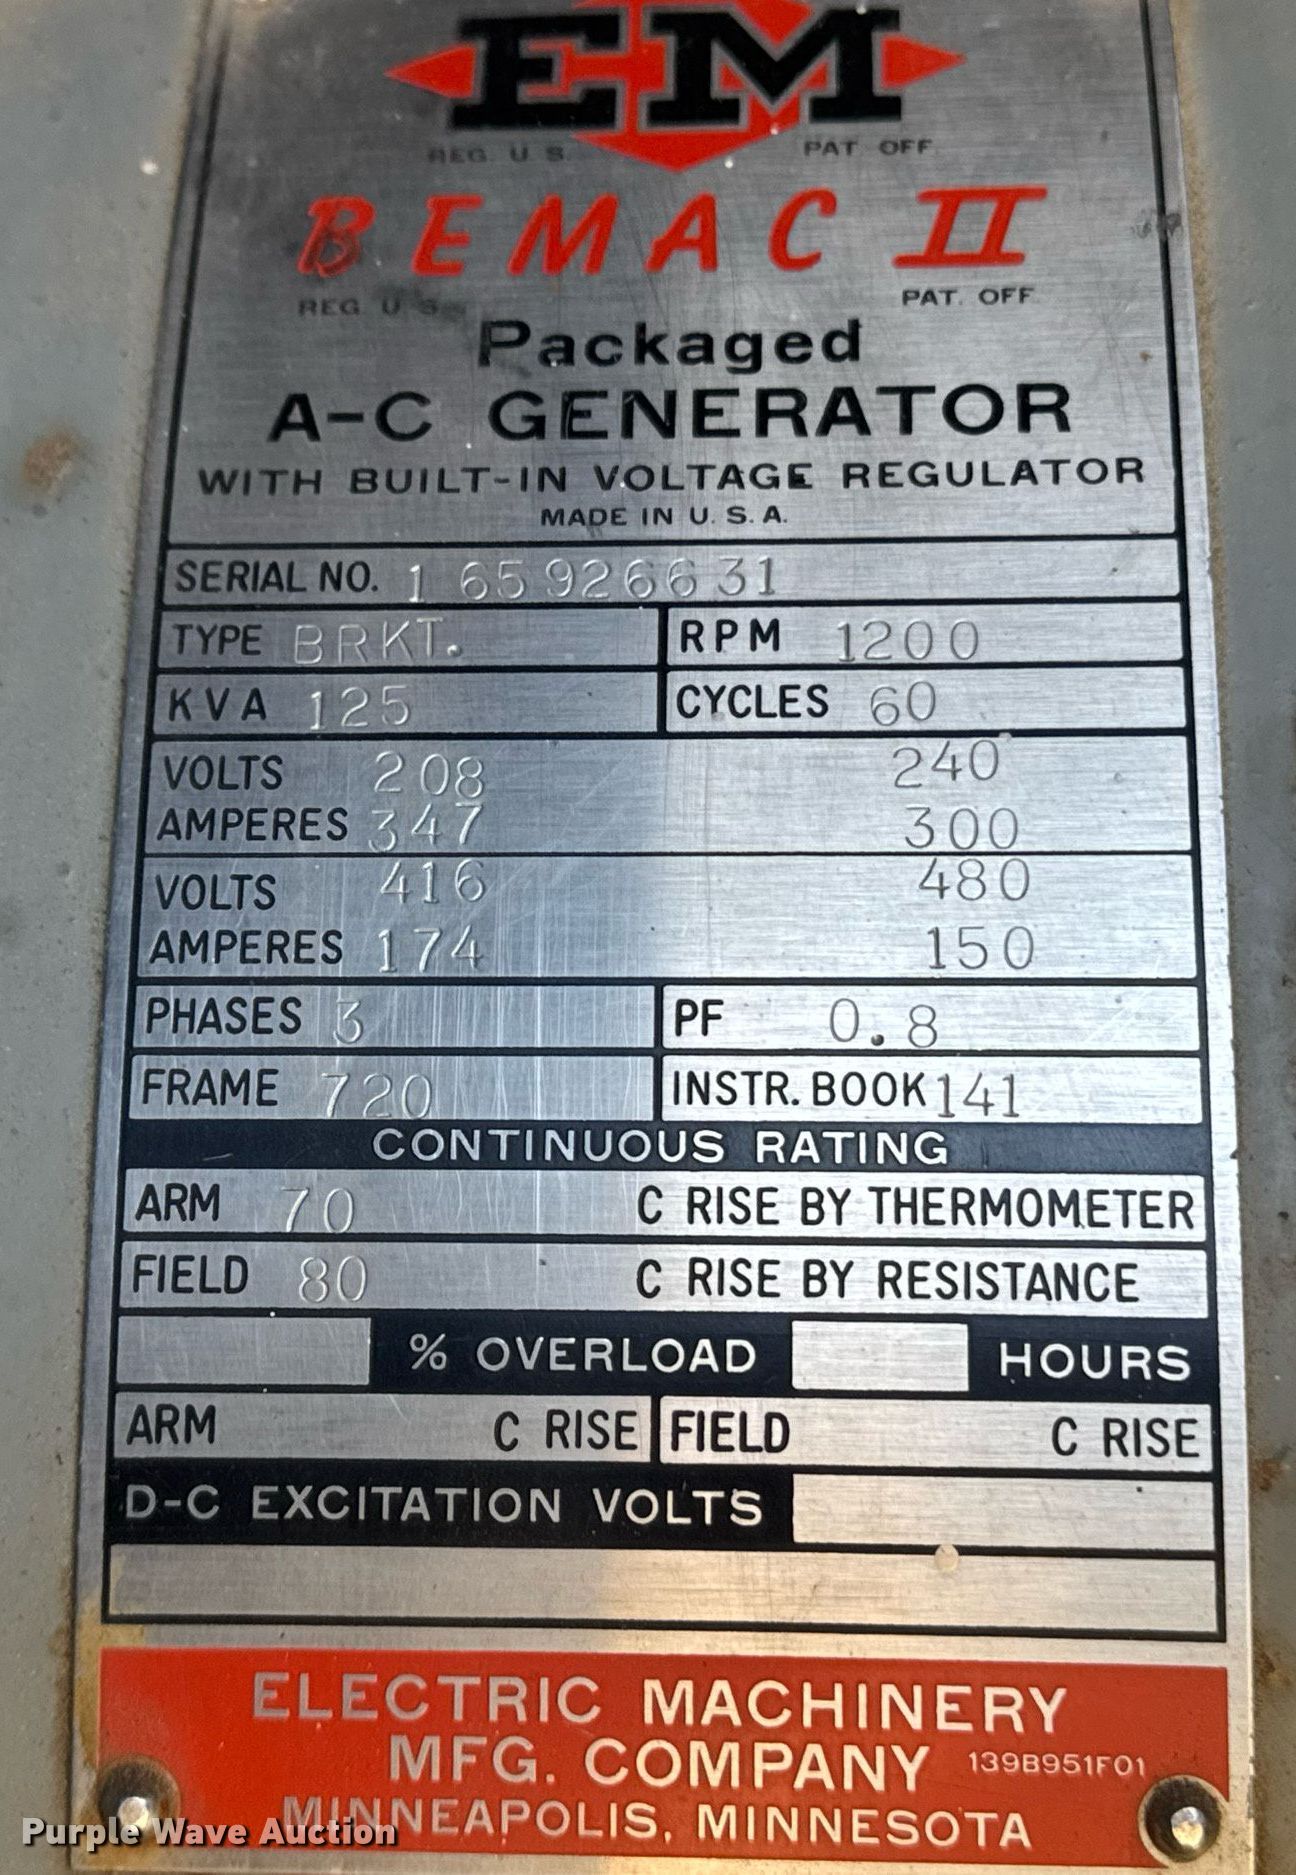 EM
REG. U. S. PAT. OFF.
BEMAC II
REG. U. S. PAT. OFF.
Packaged
A-C GENERATOR
WITH BUILT-IN VOLTAGE REGULATOR
MADE IN U. S. A.
SERIAL NO. 1 65926631
TYPE BRKT. RPM 1200
KVA 125 CYCLES 60
VOLTS 208 240
AMPERES 347 300
VOLTS 416 480
AMPERES 174 150
PHASES 3 PF 0.8
FRAME 720 INSTR. BOOK 141
CONTINUOUS RATING
ARM 70 C RISE BY THERMOMETER
FIELD 80 C RISE BY RESISTANCE
% OVERLOAD HOURS
ARM C RISE FIELD C RISE
D-C EXCITATION VOLTS
ELECTRIC MACHINERY
MFG. COMPANY 139B951F01
MINNEAPOLIS, MINNESOTA
Purple Wave Auction